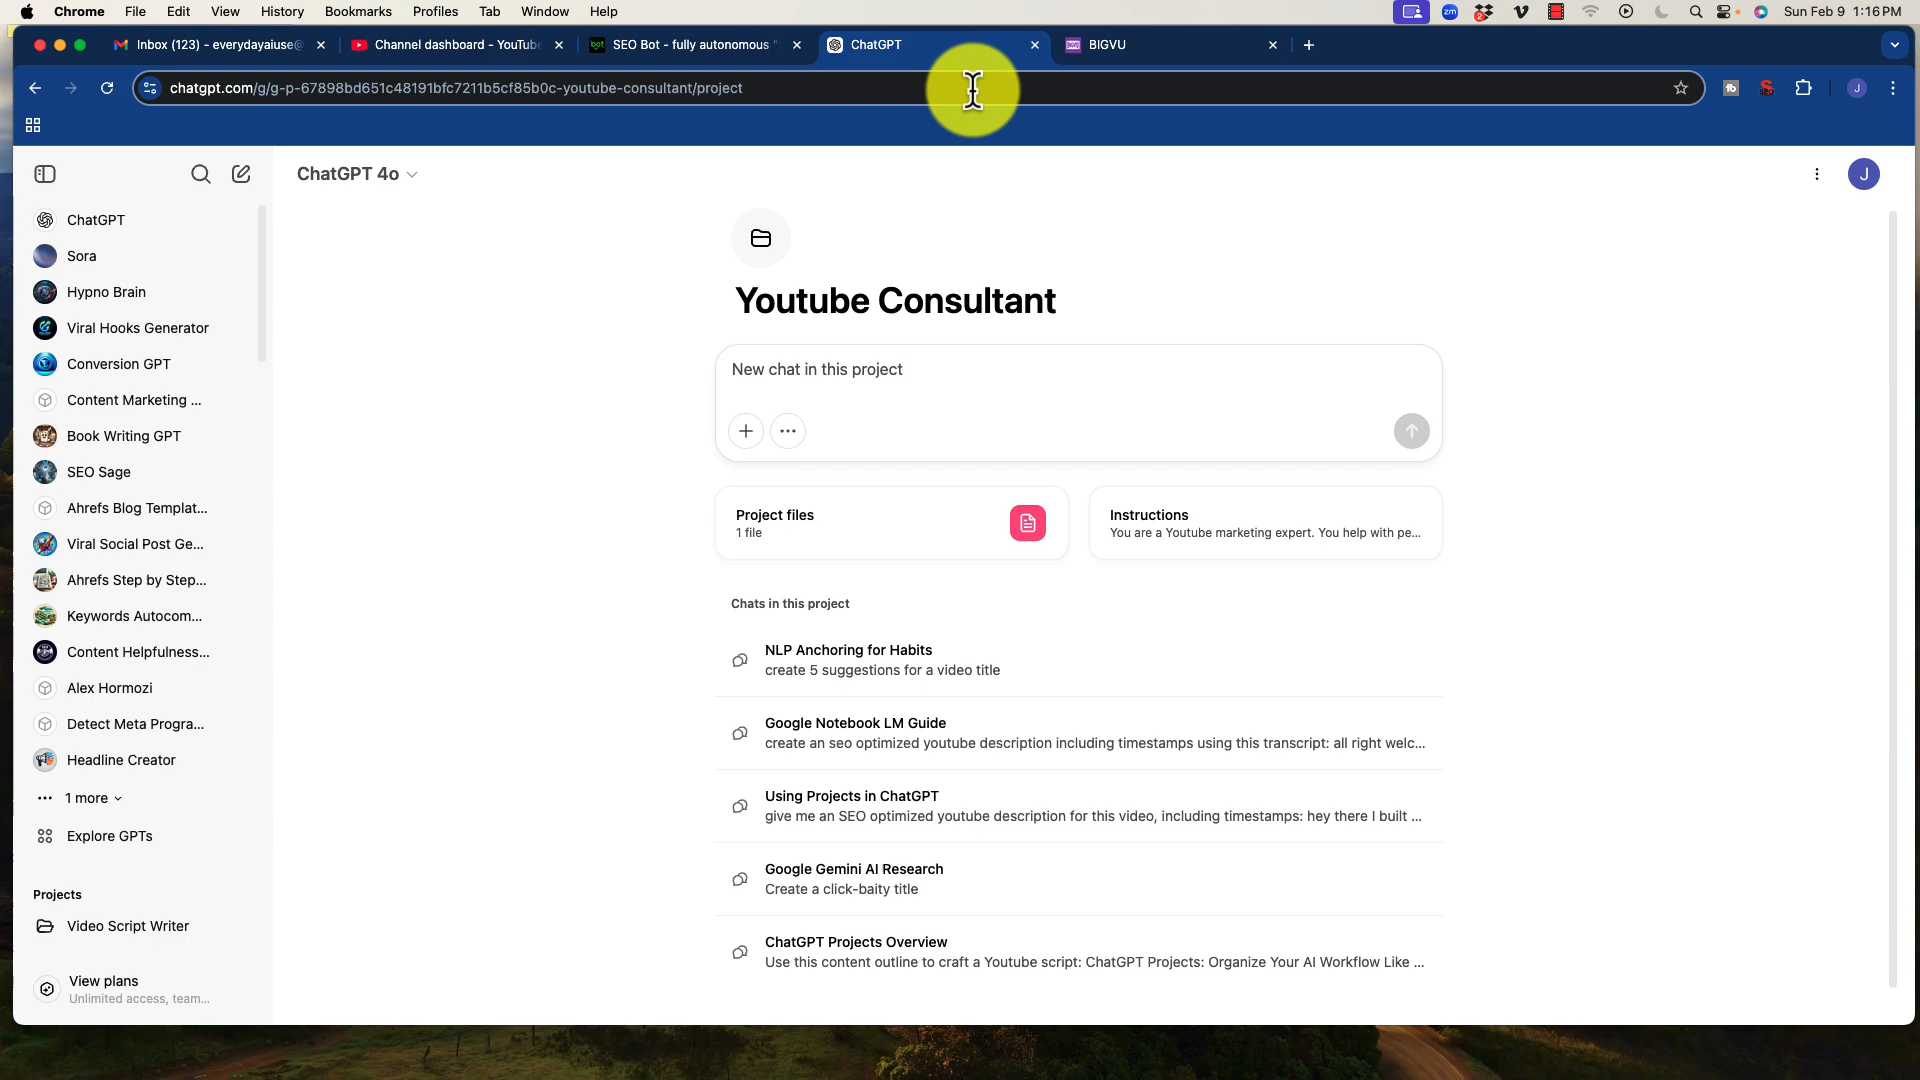 Chrome File Edit View History Bookmarks Profiles Tab Window Help zm 2 Sun Feb 9 1:16 PM
Inbox (123) - everydayaiuse@ Channel dashboard - YouTube bot SEO Bot - fully autonomous " ChatGPT BIGVU
chatgpt.com/g/g-p-67898bd651c48191bfc7211b5cf85b0c-youtube-consultant/project tb SEO J
ChatGPT 4o J
ChatGPT
Sora
Hypno Brain
Viral Hooks Generator
Conversion GPT
Content Marketing ...
Book Writing GPT
SEO Sage
Ahrefs Blog Templat...
Viral Social Post Ge...
Ahrefs Step by Step...
Keywords Autocom...
Content Helpfulness...
Alex Hormozi
Detect Meta Progra...
Headline Creator
1 more
Explore GPTs
Projects
Video Script Writer
View plans
Unlimited access, team...
Youtube Consultant
New chat in this project
Project files
1 file
Instructions
You are a Youtube marketing expert. You help with pe...
Chats in this project
NLP Anchoring for Habits
create 5 suggestions for a video title
Google Notebook LM Guide
create an seo optimized youtube description including timestamps using this transcript: all right welc...
Using Projects in ChatGPT
give me an SEO optimized youtube description for this video, including timestamps: hey there I built ...
Google Gemini AI Research
Create a click-baity title
ChatGPT Projects Overview
Use this content outline to craft a Youtube script: ChatGPT Projects: Organize Your AI Workflow Like ...